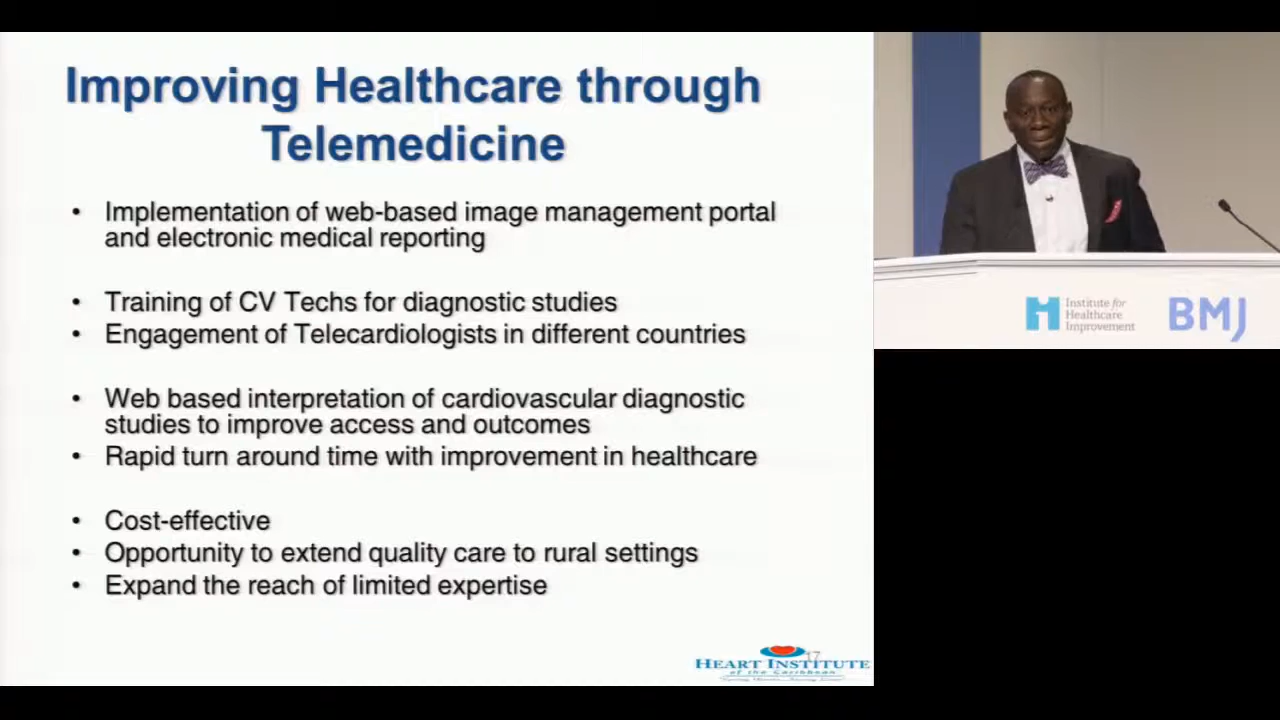 Improving Healthcare through
Telemedicine
• Implementation of web-based image management portal
and electronic medical reporting
• Training of CV Techs for diagnostic studies
• Engagement of Telecardiologists in different countries
• Web based interpretation of cardiovascular diagnostic
studies to improve access and outcomes
• Rapid turn around time with improvement in healthcare
• Cost-effective
• Opportunity to extend quality care to rural settings
• Expand the reach of limited expertise
17
HEART INSTITUTE
of the Caribbean
Institute for
Healthcare
Improvement
BMJ